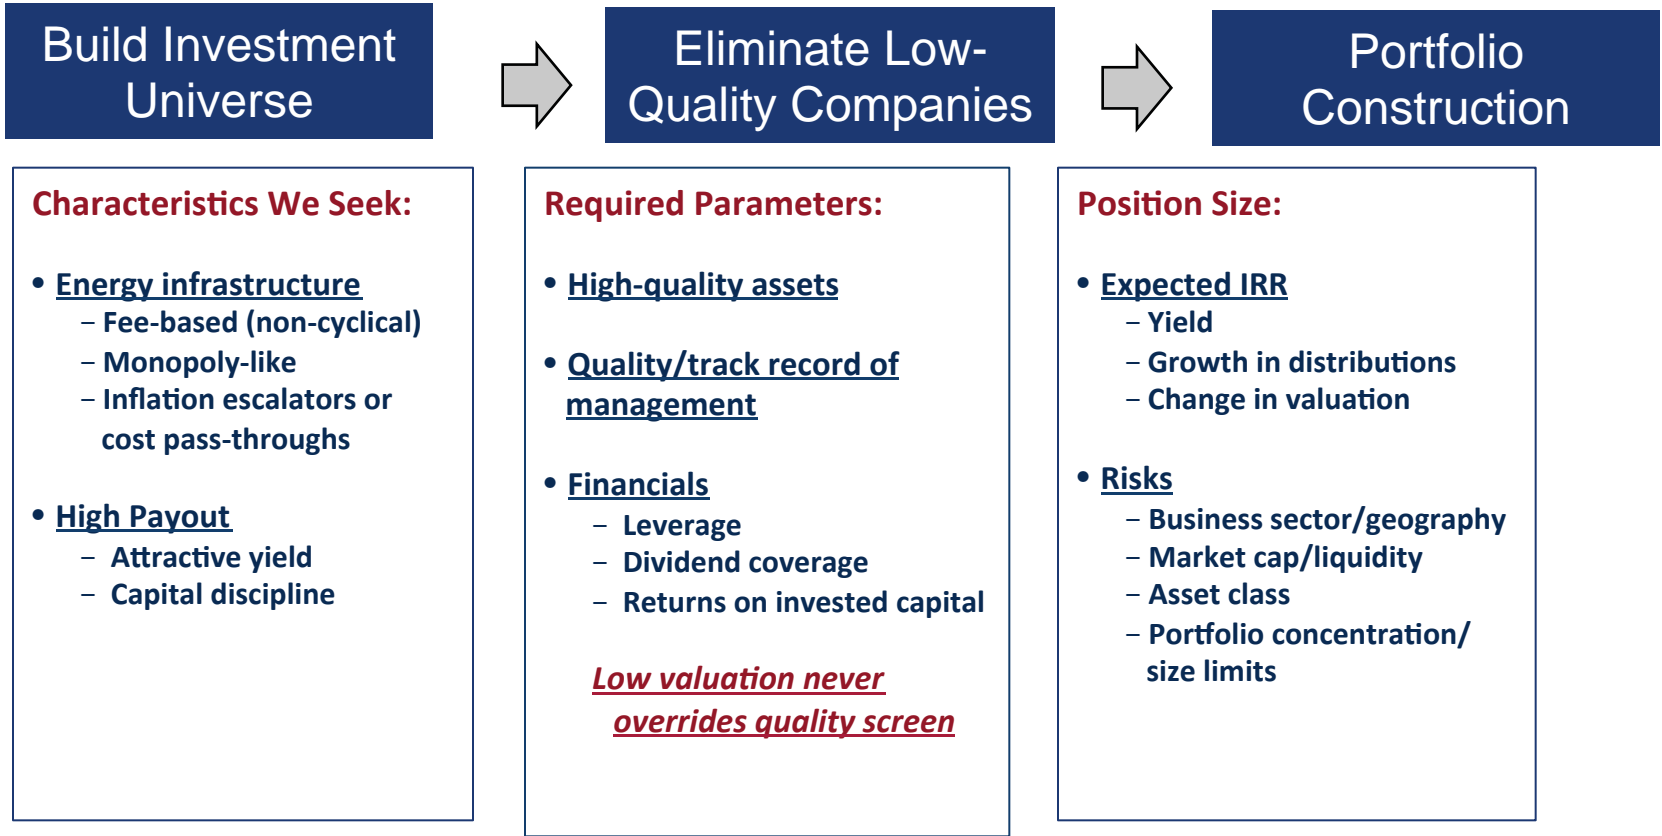 Build Investment
Universe
Eliminate Low-
Quality Companies
Portfolio
Construction
Characteristics We Seek:
• Energy infrastructure
– Fee-based (non-cyclical)
– Monopoly-like
– Inflation escalators or
cost pass-throughs
• High Payout
– Attractive yield
– Capital discipline
Required Parameters:
• High-quality assets
• Quality/track record of
management
• Financials
– Leverage
– Dividend coverage
– Returns on invested capital
Low valuation never
overrides quality screen
Position Size:
• Expected IRR
– Yield
– Growth in distributions
– Change in valuation
• Risks
– Business sector/geography
– Market cap/liquidity
– Asset class
– Portfolio concentration/
size limits